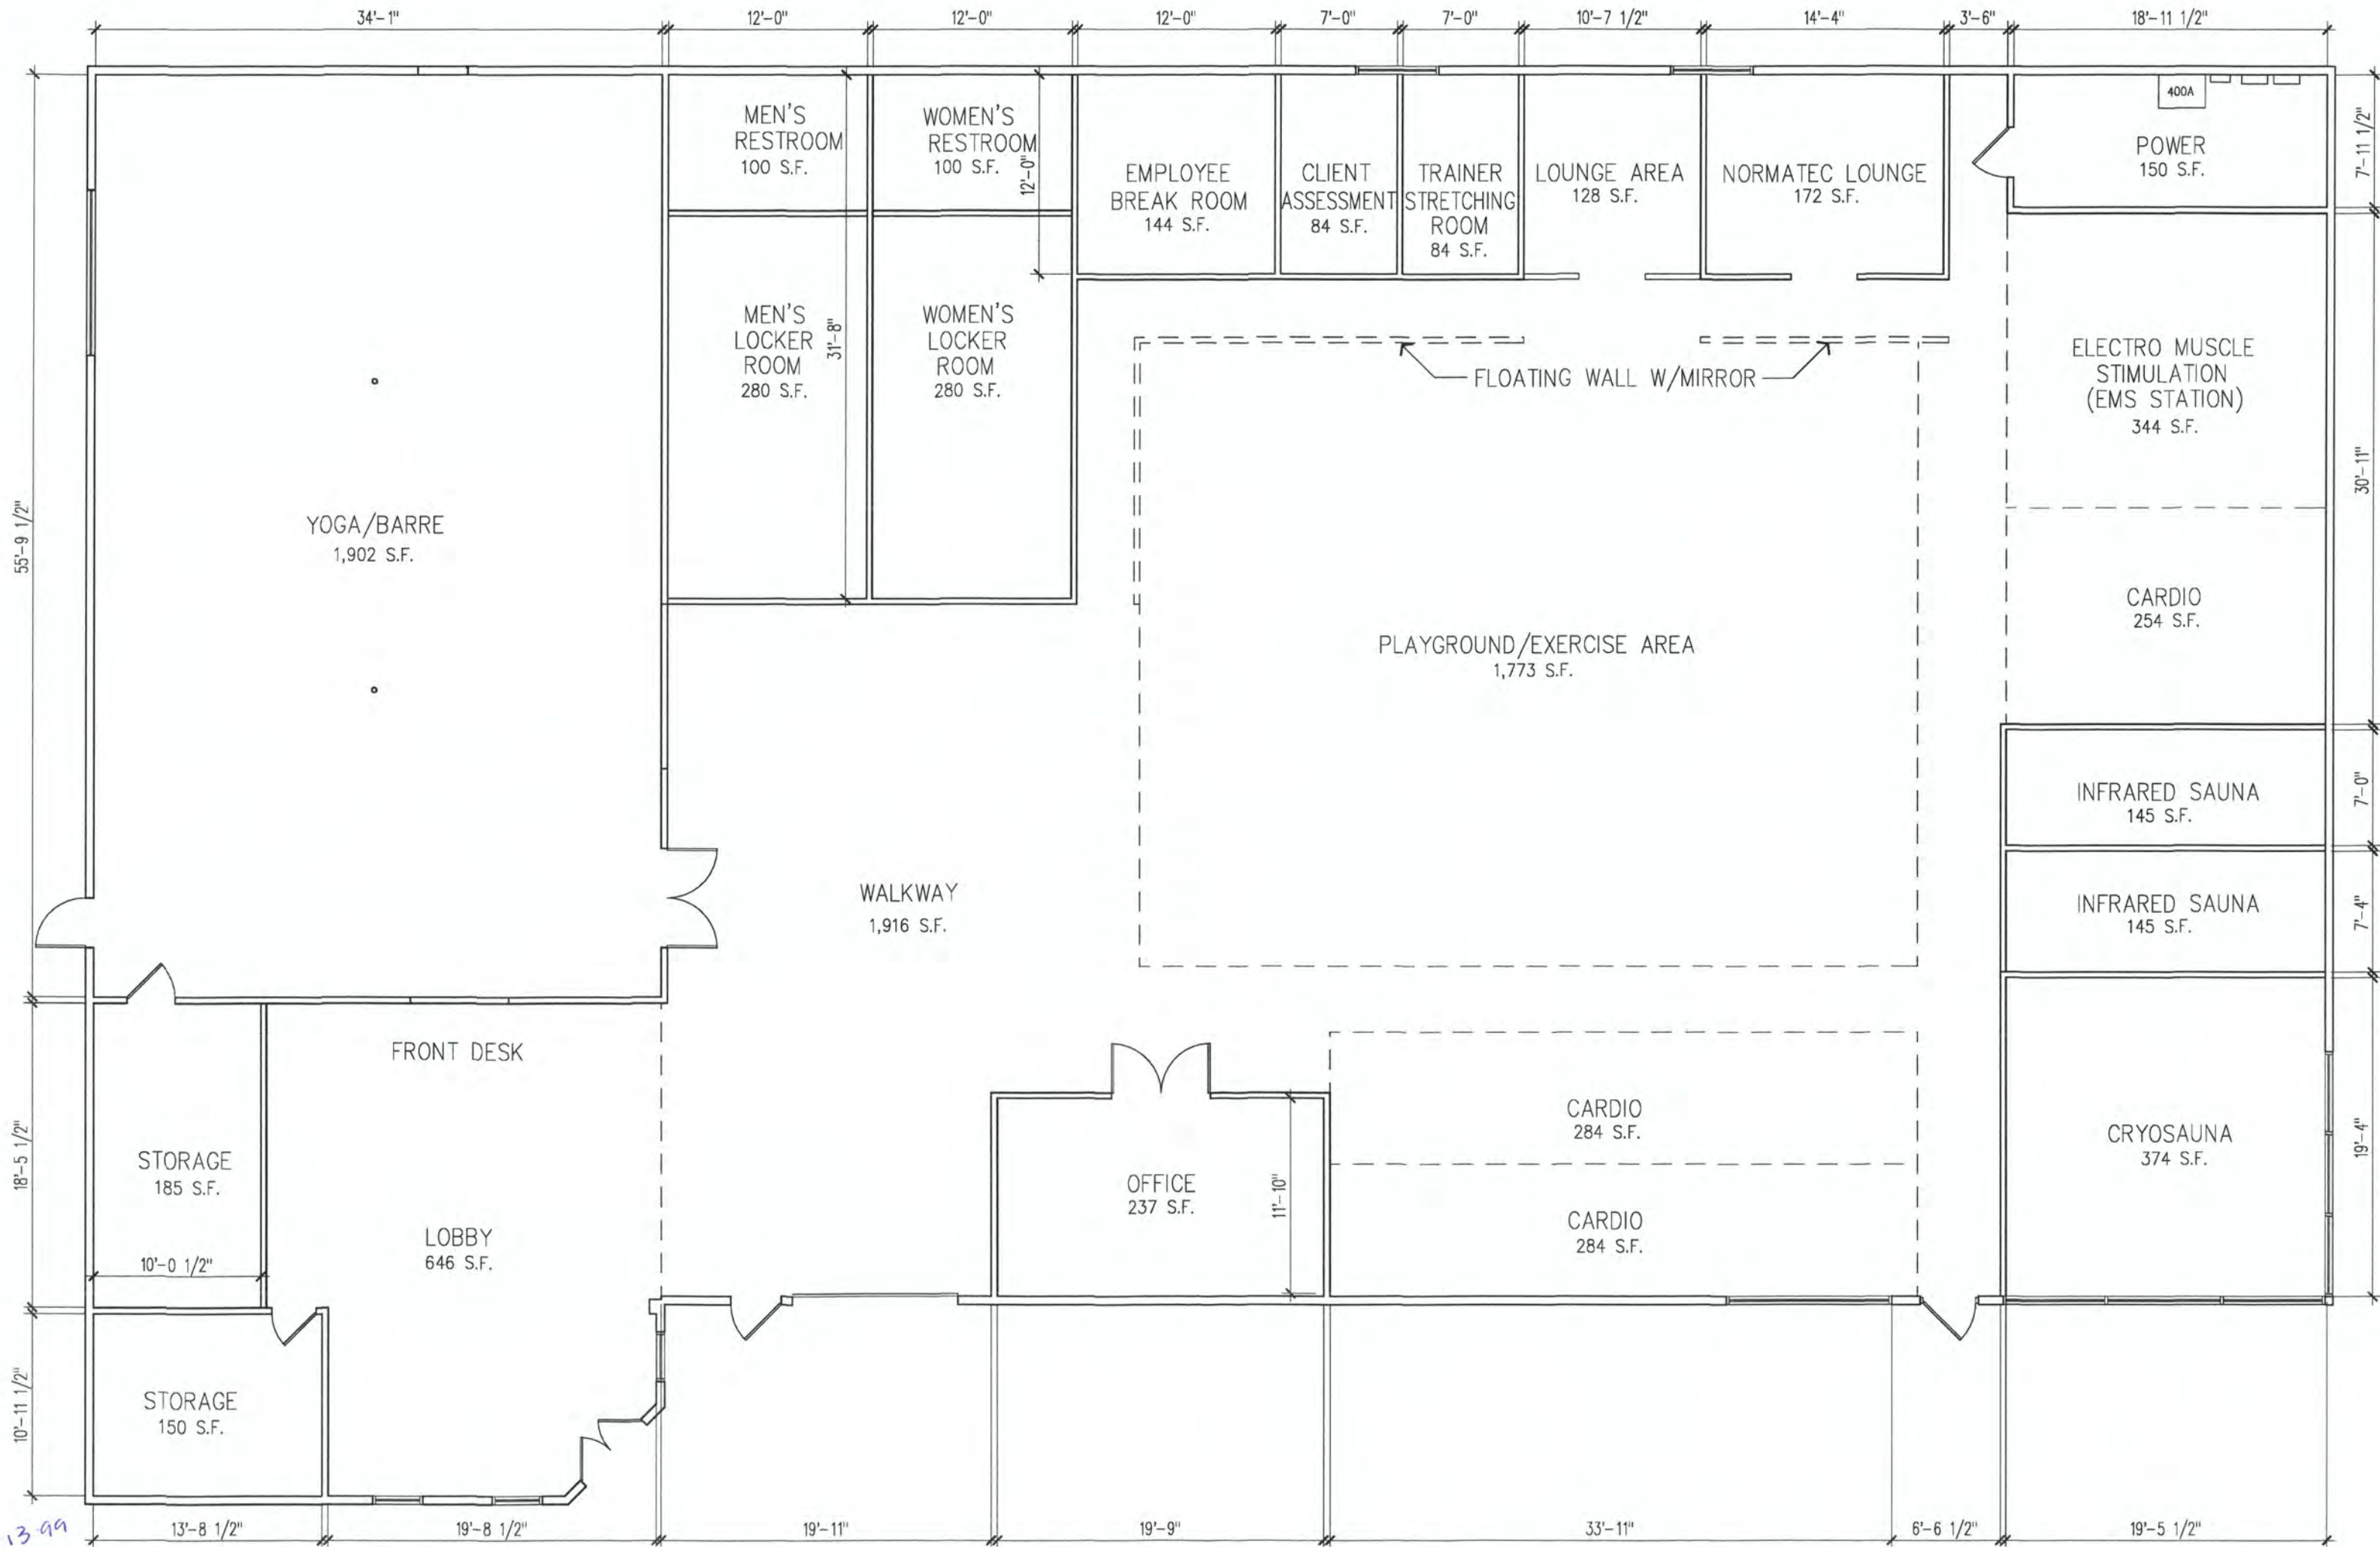 34'-1"
12'-0"
12'-0"
12'-0"
7'-0"
7'-0"
10'-7 1/2"
14'-4"
3'-6"
18'-11 1/2"
MEN'S
RESTROOM
100 S.F.
WOMEN'S
RESTROOM
100 S.F.
12'-0"
EMPLOYEE
BREAK ROOM
144 S.F.
CLIENT
ASSESSMENT
84 S.F.
TRAINER
STRETCHING
ROOM
84 S.F.
LOUNGE AREA
128 S.F.
NORMATEC LOUNGE
172 S.F.
400A
POWER
150 S.F.
7'-11 1/2"
MEN'S
LOCKER
ROOM
280 S.F.
31'-8"
WOMEN'S
LOCKER
ROOM
280 S.F.
FLOATING WALL W/MIRROR
ELECTRO MUSCLE
STIMULATION
(EMS STATION)
344 S.F.
30'-11"
55'-9 1/2"
YOGA/BARRE
1,902 S.F.
PLAYGROUND/EXERCISE AREA
1,773 S.F.
CARDIO
254 S.F.
INFRARED SAUNA
145 S.F.
7'-0"
WALKWAY
1,916 S.F.
INFRARED SAUNA
145 S.F.
7'-4"
FRONT DESK
18'-5 1/2"
STORAGE
185 S.F.
10'-0 1/2"
LOBBY
646 S.F.
OFFICE
237 S.F.
11'-10"
CARDIO
284 S.F.
CARDIO
284 S.F.
CRYOSAUNA
374 S.F.
19'-4"
10'-11 1/2"
STORAGE
150 S.F.
13-99
13'-8 1/2"
19'-8 1/2"
19'-11"
19'-9"
33'-11"
6'-6 1/2"
19'-5 1/2"